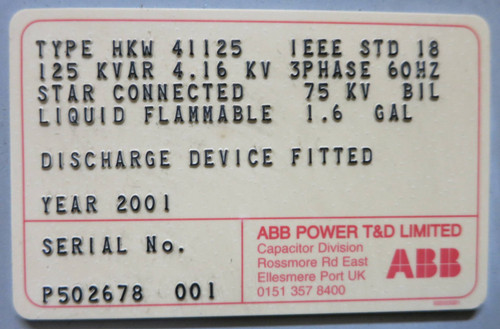 TYPE HKW 41125 IEEE STD 18
125 KVAR 4.16 KV 3PHASE 60HZ
STAR CONNECTED 75 KV BIL
LIQUID FLAMMABLE 1.6 GAL
DISCHARGE DEVICE FITTED
YEAR 2001
SERIAL No.
P502678 001
ABB POWER T&D LIMITED
Capacitor Division
Rossmore Rd East
Ellesmere Port UK
0151 357 8400
ABB